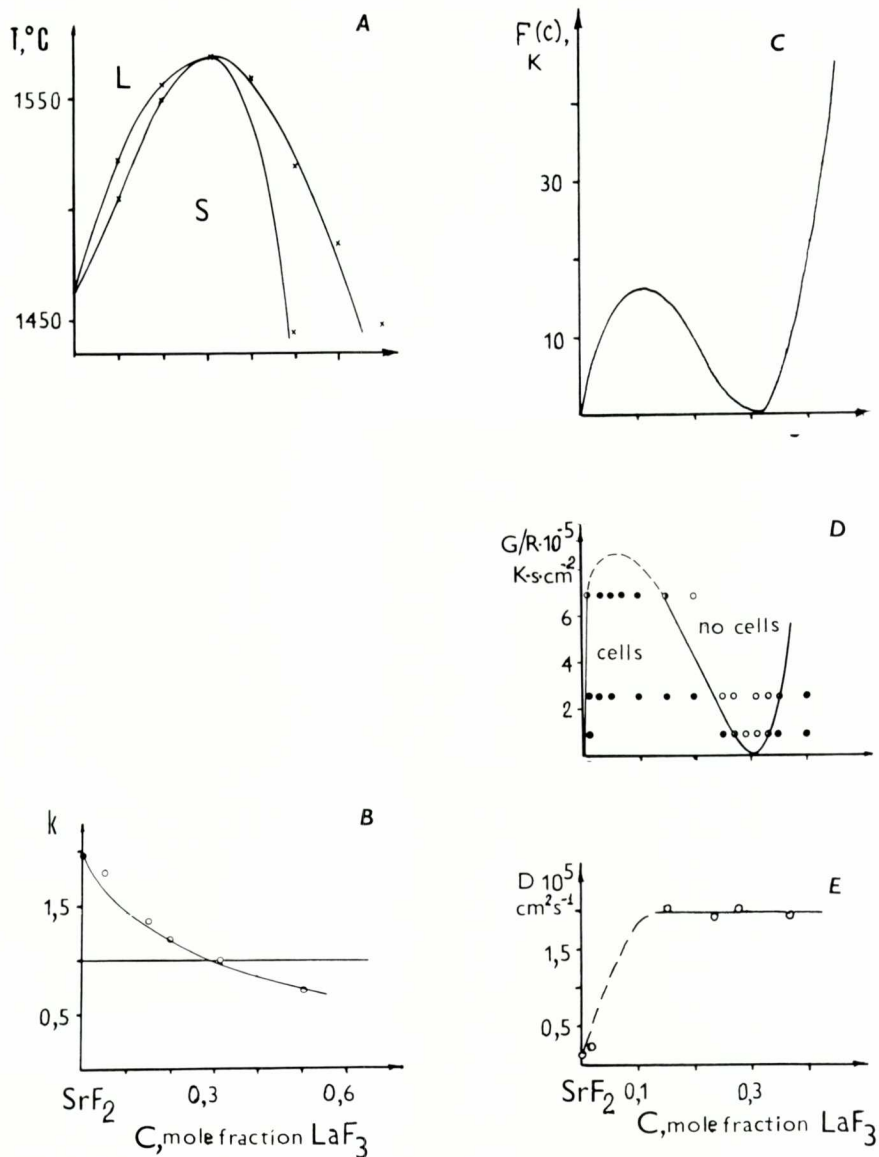 A
T,°C
L
1550
S
1450
C
F(c),
K
30
10
D
G/R·10⁻⁵
K·s·cm⁻²
6
4
2
cells
no cells
B
k
1,5
0,5
SrF₂ 0,3 0,6
C, mole fraction LaF₃
E
D 10⁵
cm²s⁻¹
1,5
0,5
SrF₂ 0,1 0,3
C, mole fraction LaF₃